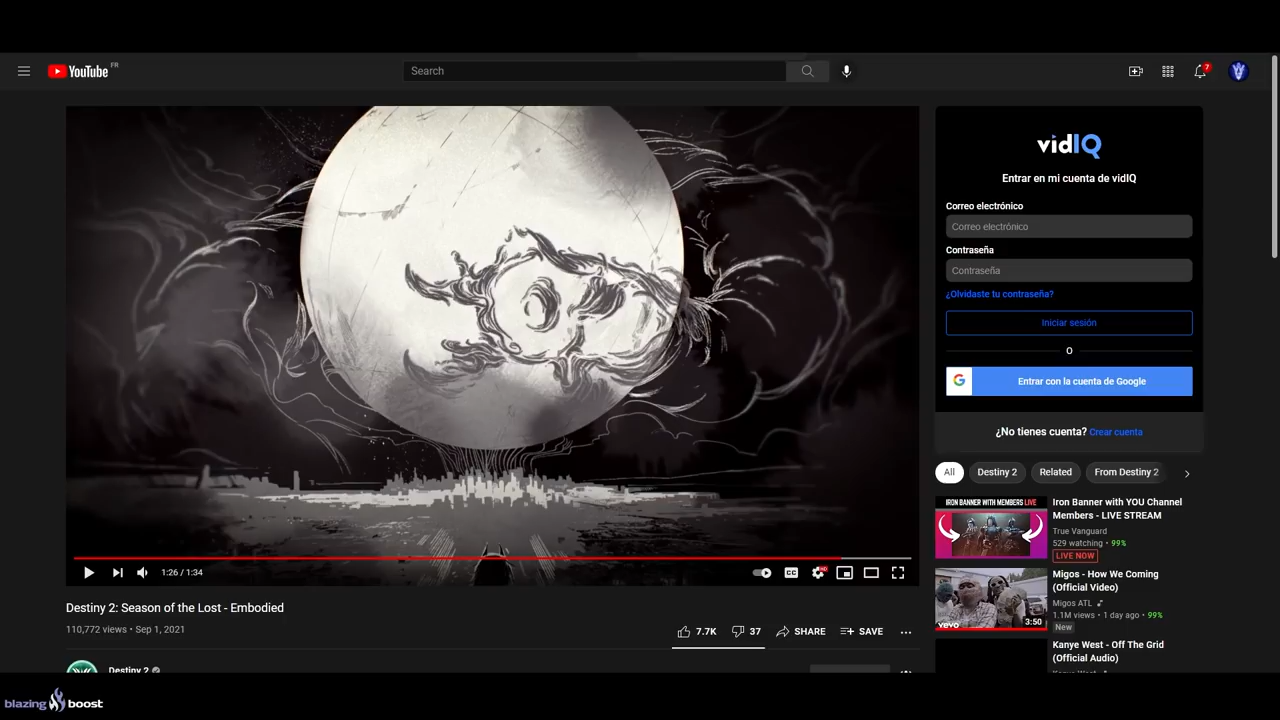 YouTube FR
Search
7
vidIQ
Entrar en mi cuenta de vidIQ
Correo electrónico
Correo electrónico
Contraseña
Contraseña
¿Olvidaste tu contraseña?
Iniciar sesión
O
Entrar con la cuenta de Google
¿No tienes cuenta? Crear cuenta
All Destiny 2 Related From Destiny 2
IRON BANNER WITH MEMBERS LIVE
Iron Banner with YOU Channel
Members - LIVE STREAM
True Vanguard
529 watching • 99%
LIVE NOW
Migos - How We Coming
(Official Video)
Migos ATL
1.1M views • 1 day ago • 99%
New
vevo
3:50
Kanye West - Off The Grid
(Official Audio)
Kanye West
1:26 / 1:34
CC
HD
Destiny 2: Season of the Lost - Embodied
110,772 views • Sep 1, 2021
7.7K 37 SHARE SAVE
Destiny 2
blazing boost